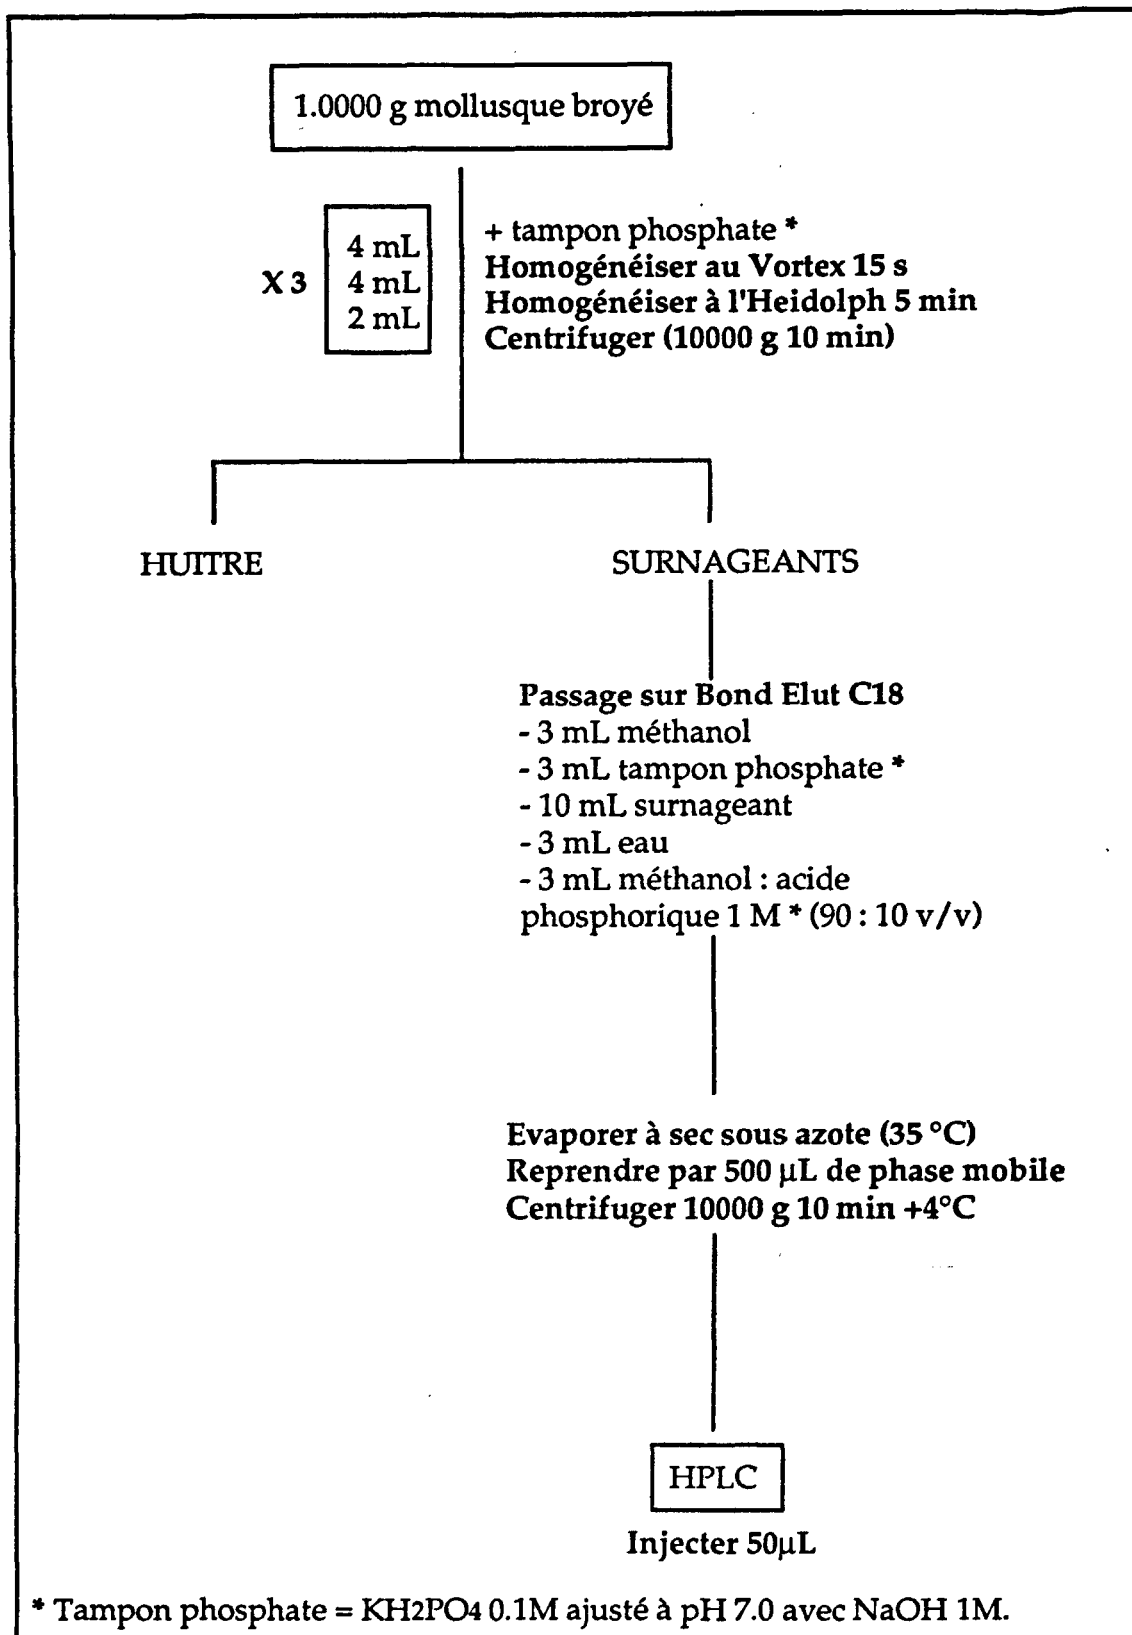 1.0000 g mollusque broyé
X 3
4 mL
4 mL
2 mL
+ tampon phosphate *
Homogénéiser au Vortex 15 s
Homogénéiser à l'Heidolph 5 min
Centrifuger (10000 g 10 min)
HUITRE
SURNAGEANTS
Passage sur Bond Elut C18
- 3 mL méthanol
- 3 mL tampon phosphate *
- 10 mL surnageant
- 3 mL eau
- 3 mL méthanol : acide
phosphorique 1 M * (90 : 10 v/v)
Evaporer à sec sous azote (35 °C)
Reprendre par 500 µL de phase mobile
Centrifuger 10000 g 10 min +4°C
HPLC
Injecter 50µL
* Tampon phosphate = KH2PO4 0.1M ajusté à pH 7.0 avec NaOH 1M.